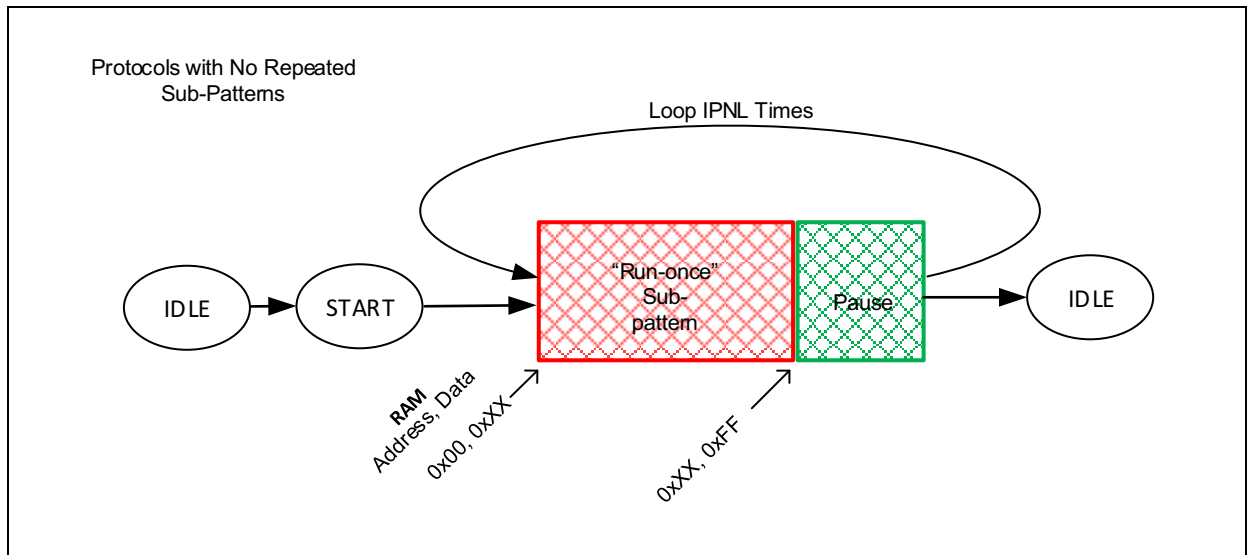 Protocols with No Repeated
Sub-Patterns
Loop IPNL Times
IDLE
START
“Run-once”
Sub-
pattern
Pause
IDLE
RAM
Address, Data
0x00, 0xXX
0xXX, 0xFF